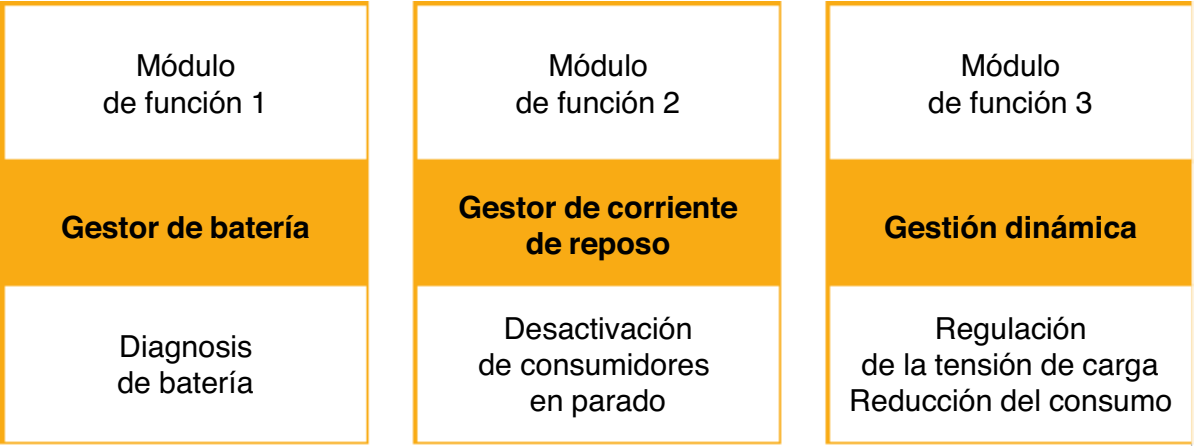 Módulo
de función 1
Gestor de batería
Diagnosis
de batería
Módulo
de función 2
Gestor de corriente
de reposo
Desactivación
de consumidores
en parado
Módulo
de función 3
Gestión dinámica
Regulación
de la tensión de carga
Reducción del consumo